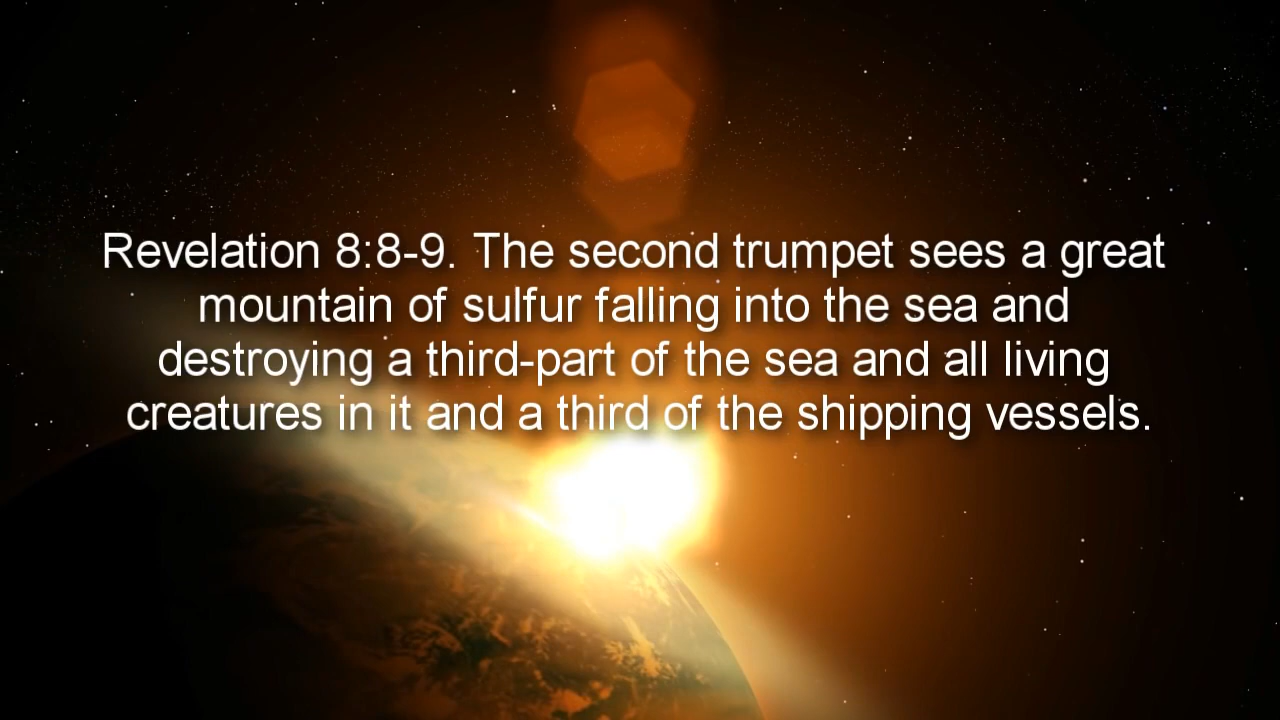 Revelation 8:8-9. The second trumpet sees a great
mountain of sulfur falling into the sea and
destroying a third-part of the sea and all living
creatures in it and a third of the shipping vessels.